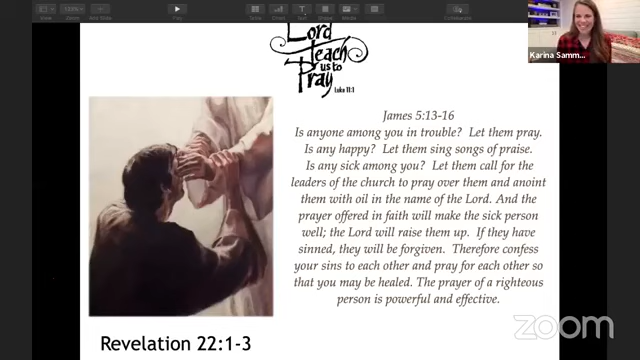 Karina Samm...
Lord
Teach
us to
Pray
Luke 11:1
James 5:13-16
Is anyone among you in trouble?  Let them pray.
Is any happy?  Let them sing songs of praise.
Is any sick among you?  Let them call for the
leaders of the church to pray over them and anoint
them with oil in the name of the Lord. And the
prayer offered in faith will make the sick person
well; the Lord will raise them up.  If they have
sinned, they will be forgiven.  Therefore confess
your sins to each other and pray for each other so
that you may be healed. The prayer of a righteous
person is powerful and effective.
Revelation 22:1-3
zoom